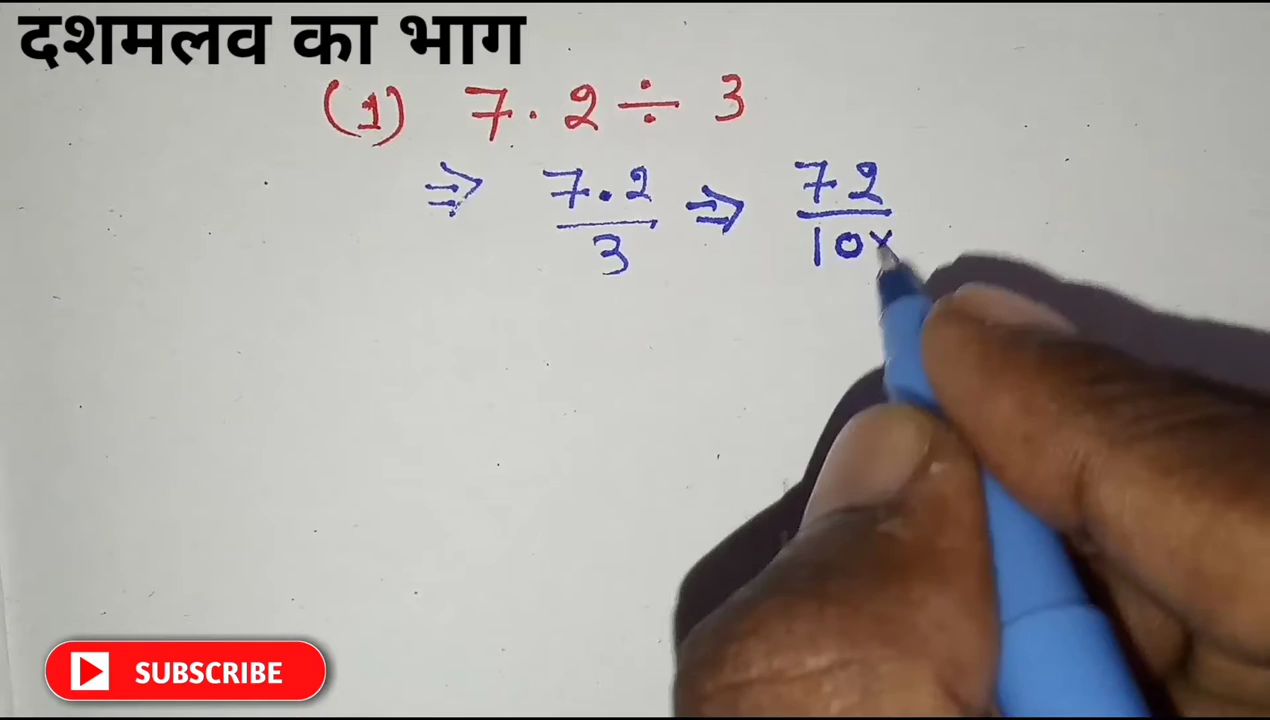 दशमलव का भाग
(1) 7.2 ÷ 3
⇒ 7.2/3 ⇒ 72/10×
SUBSCRIBE